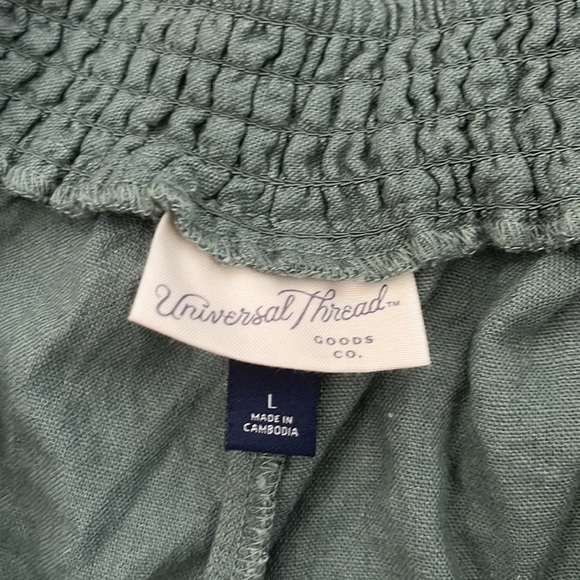 Universal Thread™
GOODS
CO.
L
MADE IN
CAMBODIA